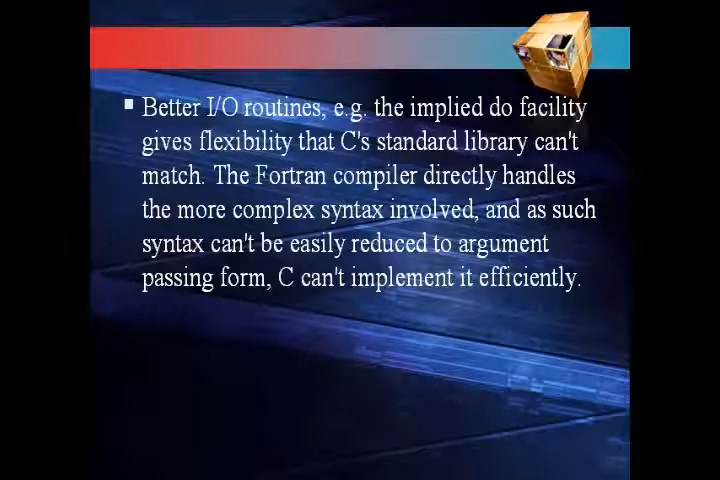 Better I/O routines, e.g. the implied do facility
gives flexibility that C's standard library can't
match. The Fortran compiler directly handles
the more complex syntax involved, and as such
syntax can't be easily reduced to argument
passing form, C can't implement it efficiently.